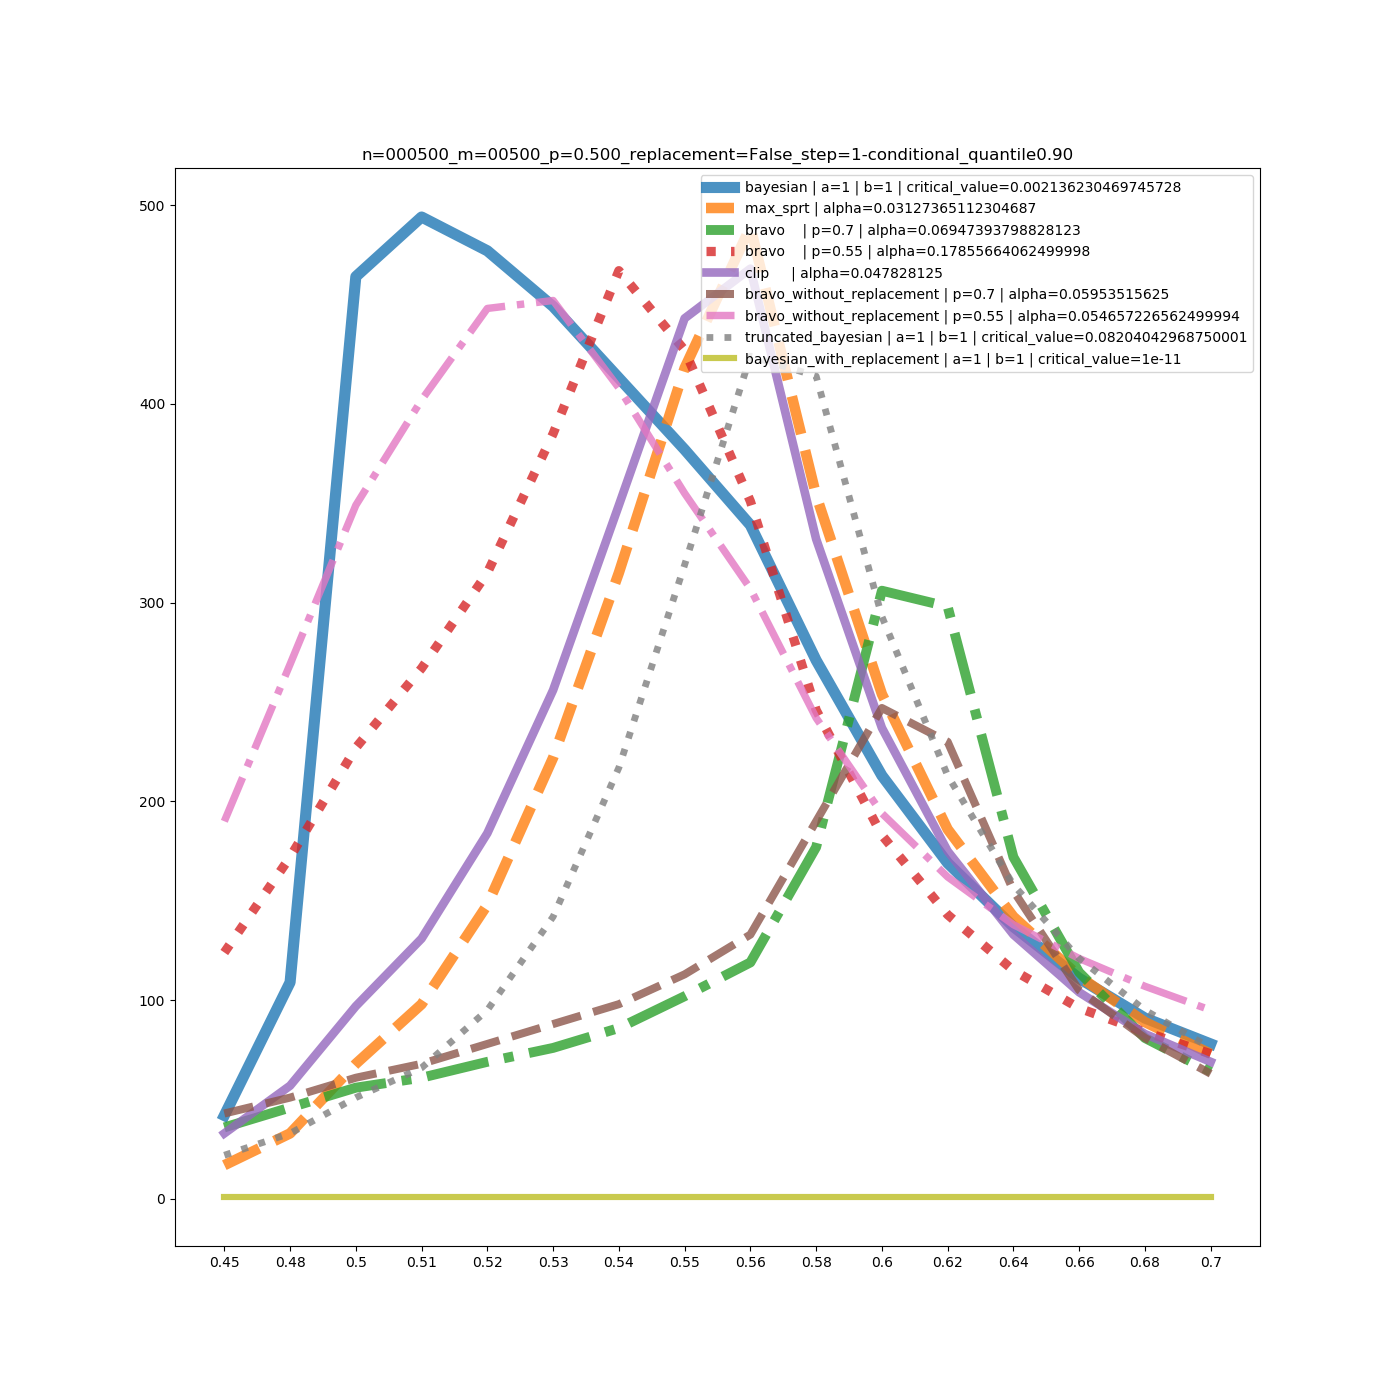 n=000500_m=00500_p=0.500_replacement=False_step=1-conditional_quantile0.90
bayesian | a=1 | b=1 | critical_value=0.002136230469745728
max_sprt | alpha=0.03127365112304687
bravo | p=0.7 | alpha=0.06947393798828123
bravo | p=0.55 | alpha=0.17855664062499998
clip | alpha=0.047828125
bravo_without_replacement | p=0.7 | alpha=0.05953515625
bravo_without_replacement | p=0.55 | alpha=0.054657226562499994
truncated_bayesian | a=1 | b=1 | critical_value=0.08204042968750001
bayesian_with_replacement | a=1 | b=1 | critical_value=1e-11
500
400
300
200
100
0
0.45 0.48 0.5 0.51 0.52 0.53 0.54 0.55 0.56 0.58 0.6 0.62 0.64 0.66 0.68 0.7